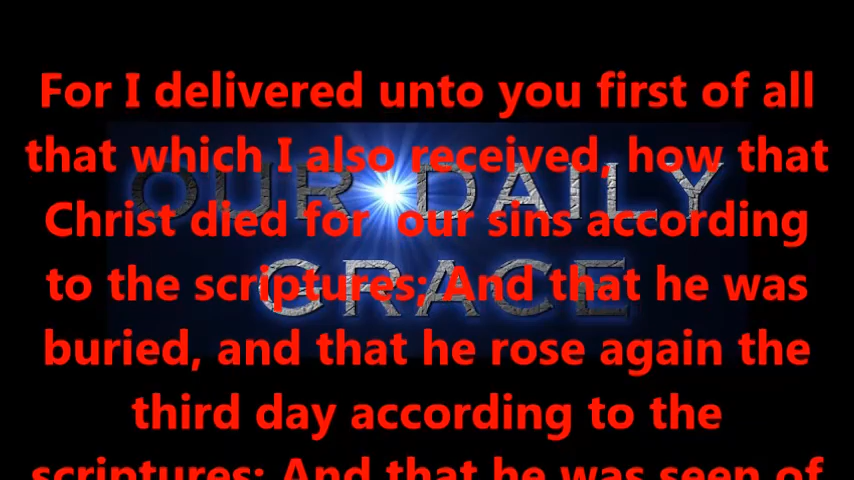 For I delivered unto you first of all
that which I also received, how that
Christ died for our sins according
to the scriptures; And that he was
buried, and that he rose again the
third day according to the
scriptures: And that he was seen of
OUR DAILY
GRACE